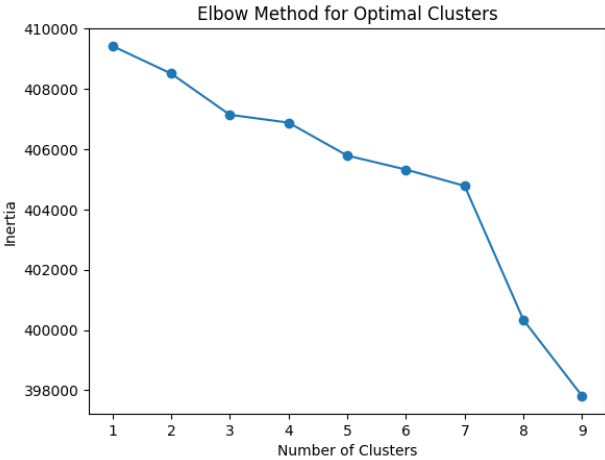 Elbow Method for Optimal Clusters
410000
408000
406000
404000
402000
400000
398000
Inertia
1 2 3 4 5 6 7 8 9
Number of Clusters